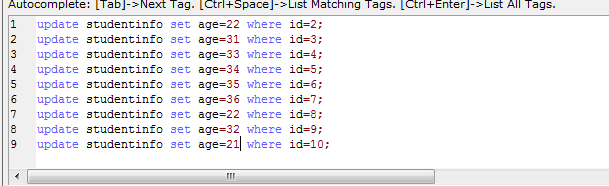 Autocomplete: [Tab]->Next Tag. [Ctrl+Space]->List Matching Tags. [Ctrl+Enter]->List All Tags.
1 update studentinfo set age=22 where id=2;
2 update studentinfo set age=31 where id=3;
3 update studentinfo set age=33 where id=4;
4 update studentinfo set age=34 where id=5;
5 update studentinfo set age=35 where id=6;
6 update studentinfo set age=36 where id=7;
7 update studentinfo set age=22 where id=8;
8 update studentinfo set age=32 where id=9;
9 update studentinfo set age=21 where id=10;